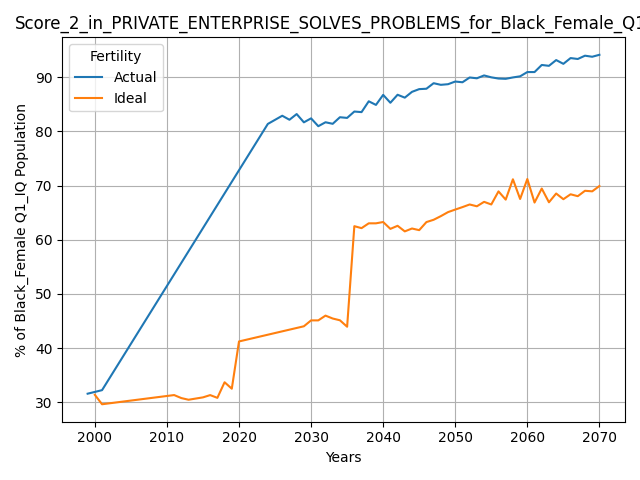 Score_2_in_PRIVATE_ENTERPRISE_SOLVES_PROBLEMS_for_Black_Female_Q1
Fertility
Actual
Ideal
% of Black_Female Q1_IQ Population
90
80
70
60
50
40
30
2000 2010 2020 2030 2040 2050 2060 2070
Years